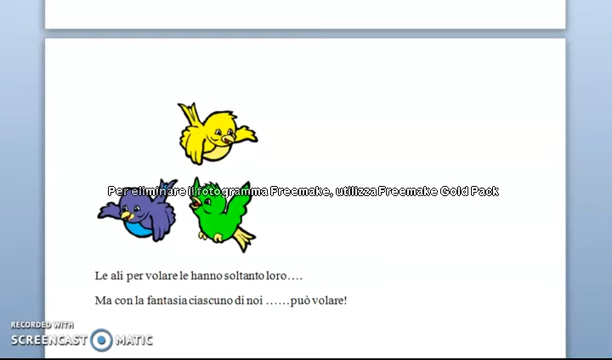 Per eliminare il fotogramma Freemake, utilizza Freemake Gold Pack
Le ali per volare le hanno soltanto loro….
Ma con la fantasia ciascuno di noi ……può volare!
RECORDED WITH
SCREENCAST MATIC